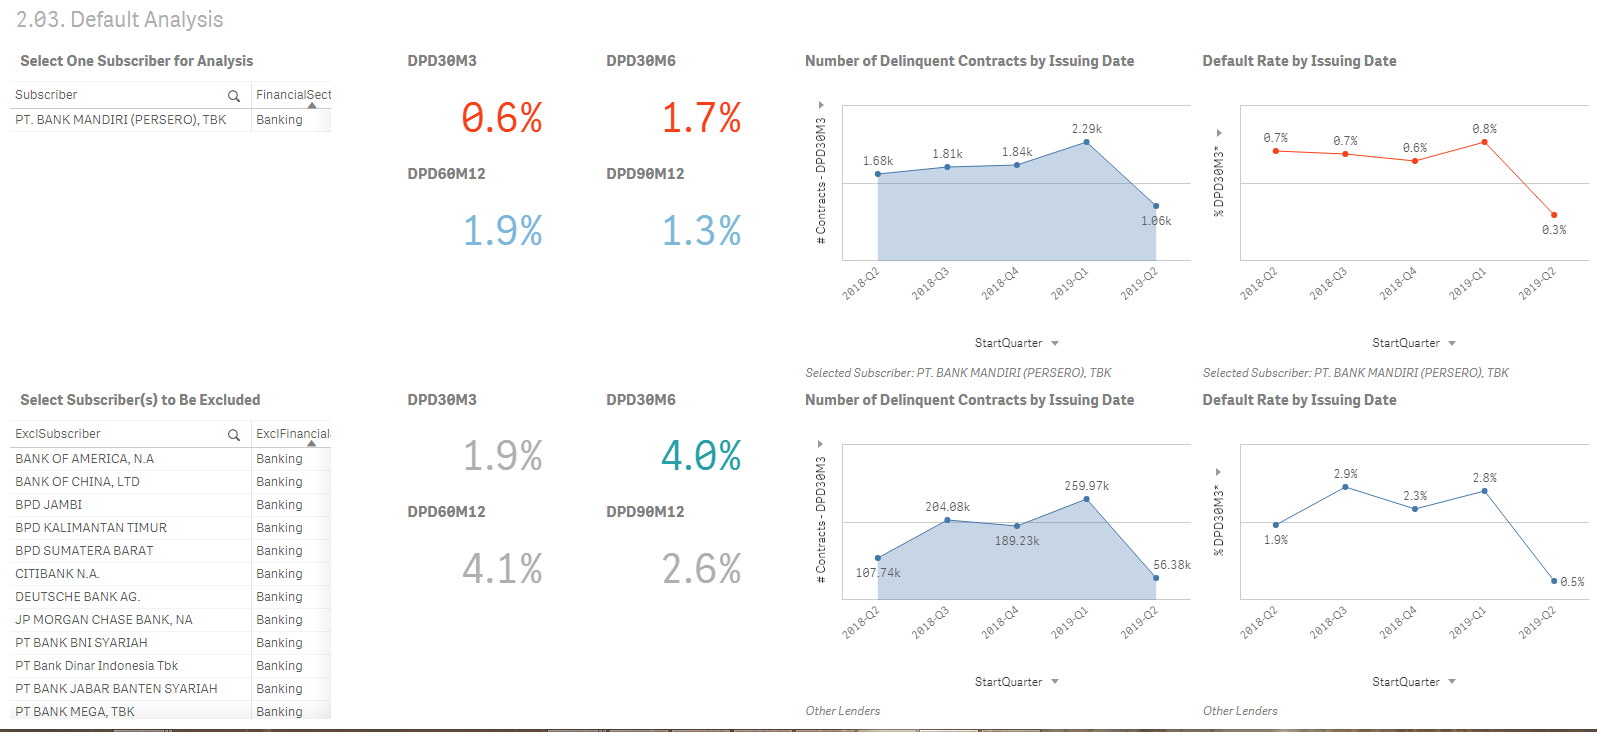 2.03. Default Analysis
Select One Subscriber for Analysis
Subscriber
FinancialSect
PT. BANK MANDIRI (PERSERO), TBK
Banking
DPD30M3
0.6%
DPD30M6
1.7%
DPD60M12
1.9%
DPD90M12
1.3%
Number of Delinquent Contracts by Issuing Date
# Contracts - DPD30M3
1.68k
1.81k
1.84k
2.29k
1.06k
2018-Q2
2018-Q3
2018-Q4
2019-Q1
2019-Q2
StartQuarter
Selected Subscriber: PT. BANK MANDIRI (PERSERO), TBK
Default Rate by Issuing Date
% DPD30M3*
0.7%
0.7%
0.6%
0.8%
0.3%
2018-Q2
2018-Q3
2018-Q4
2019-Q1
2019-Q2
StartQuarter
Selected Subscriber: PT. BANK MANDIRI (PERSERO), TBK
Select Subscriber(s) to Be Excluded
ExclSubscriber
ExclFinancial
BANK OF AMERICA, N.A
Banking
BANK OF CHINA, LTD
Banking
BPD JAMBI
Banking
BPD KALIMANTAN TIMUR
Banking
BPD SUMATERA BARAT
Banking
CITIBANK N.A.
Banking
DEUTSCHE BANK AG.
Banking
JP MORGAN CHASE BANK, NA
Banking
PT BANK BNI SYARIAH
Banking
PT Bank Dinar Indonesia Tbk
Banking
PT BANK JABAR BANTEN SYARIAH
Banking
PT BANK MEGA, TBK
Banking
DPD30M3
1.9%
DPD30M6
4.0%
DPD60M12
4.1%
DPD90M12
2.6%
Number of Delinquent Contracts by Issuing Date
# Contracts - DPD30M3
107.74k
204.08k
189.23k
259.97k
56.38k
2018-Q2
2018-Q3
2018-Q4
2019-Q1
2019-Q2
StartQuarter
Other Lenders
Default Rate by Issuing Date
% DPD30M3*
1.9%
2.9%
2.3%
2.8%
0.5%
2018-Q2
2018-Q3
2018-Q4
2019-Q1
2019-Q2
StartQuarter
Other Lenders